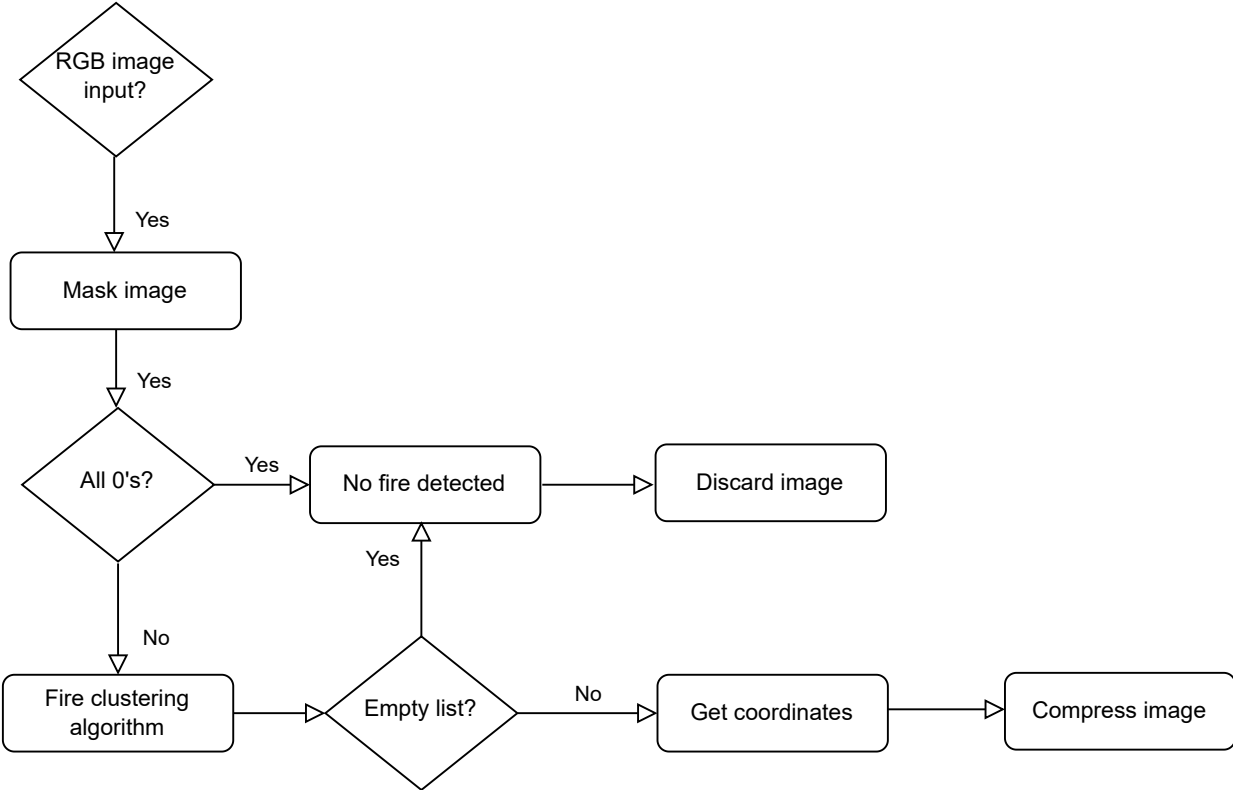 RGB image
input?
Yes
Mask image
Yes
All 0's?
Yes
No fire detected
Discard image
Yes
No
Fire clustering
algorithm
Empty list?
No
Get coordinates
Compress image